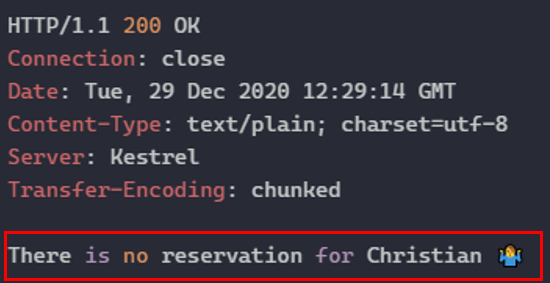 HTTP/1.1 200 OK
Connection: close
Date: Tue, 29 Dec 2020 12:29:14 GMT
Content-Type: text/plain; charset=utf-8
Server: Kestrel
Transfer-Encoding: chunked
There is no reservation for Christian 🤷‍♂️